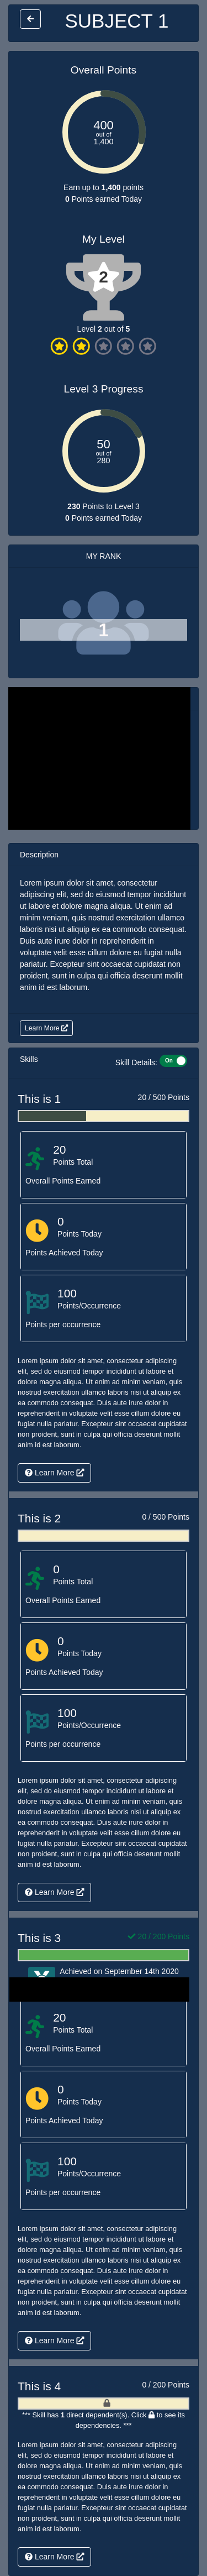 SUBJECT 1
Overall Points
400
out of
1,400
Earn up to 1,400 points
0 Points earned Today
My Level
2
Level 2 out of 5
Level 3 Progress
50
out of
280
230 Points to Level 3
0 Points earned Today
MY RANK
1
Description
Lorem ipsum dolor sit amet, consectetur
adipiscing elit, sed do eiusmod tempor incididunt
ut labore et dolore magna aliqua. Ut enim ad
minim veniam, quis nostrud exercitation ullamco
laboris nisi ut aliquip ex ea commodo consequat.
Duis aute irure dolor in reprehenderit in
voluptate velit esse cillum dolore eu fugiat nulla
pariatur. Excepteur sint occaecat cupidatat non
proident, sunt in culpa qui officia deserunt mollit
anim id est laborum.
Learn More
Skills
Skill Details: On
This is 1
20 / 500 Points
20
Points Total
Overall Points Earned
0
Points Today
Points Achieved Today
100
Points/Occurrence
Points per occurrence
Lorem ipsum dolor sit amet, consectetur adipiscing
elit, sed do eiusmod tempor incididunt ut labore et
dolore magna aliqua. Ut enim ad minim veniam, quis
nostrud exercitation ullamco laboris nisi ut aliquip ex
ea commodo consequat. Duis aute irure dolor in
reprehenderit in voluptate velit esse cillum dolore eu
fugiat nulla pariatur. Excepteur sint occaecat cupidatat
non proident, sunt in culpa qui officia deserunt mollit
anim id est laborum.
Learn More
This is 2
0 / 500 Points
0
Points Total
Overall Points Earned
0
Points Today
Points Achieved Today
100
Points/Occurrence
Points per occurrence
Lorem ipsum dolor sit amet, consectetur adipiscing
elit, sed do eiusmod tempor incididunt ut labore et
dolore magna aliqua. Ut enim ad minim veniam, quis
nostrud exercitation ullamco laboris nisi ut aliquip ex
ea commodo consequat. Duis aute irure dolor in
reprehenderit in voluptate velit esse cillum dolore eu
fugiat nulla pariatur. Excepteur sint occaecat cupidatat
non proident, sunt in culpa qui officia deserunt mollit
anim id est laborum.
Learn More
This is 3
20 / 200 Points
Achieved on September 14th 2020
20
Points Total
Overall Points Earned
0
Points Today
Points Achieved Today
100
Points/Occurrence
Points per occurrence
Lorem ipsum dolor sit amet, consectetur adipiscing
elit, sed do eiusmod tempor incididunt ut labore et
dolore magna aliqua. Ut enim ad minim veniam, quis
nostrud exercitation ullamco laboris nisi ut aliquip ex
ea commodo consequat. Duis aute irure dolor in
reprehenderit in voluptate velit esse cillum dolore eu
fugiat nulla pariatur. Excepteur sint occaecat cupidatat
non proident, sunt in culpa qui officia deserunt mollit
anim id est laborum.
Learn More
This is 4
0 / 200 Points
*** Skill has 1 direct dependent(s). Click to see its
dependencies. ***
Lorem ipsum dolor sit amet, consectetur adipiscing
elit, sed do eiusmod tempor incididunt ut labore et
dolore magna aliqua. Ut enim ad minim veniam, quis
nostrud exercitation ullamco laboris nisi ut aliquip ex
ea commodo consequat. Duis aute irure dolor in
reprehenderit in voluptate velit esse cillum dolore eu
fugiat nulla pariatur. Excepteur sint occaecat cupidatat
non proident, sunt in culpa qui officia deserunt mollit
anim id est laborum.
Learn More